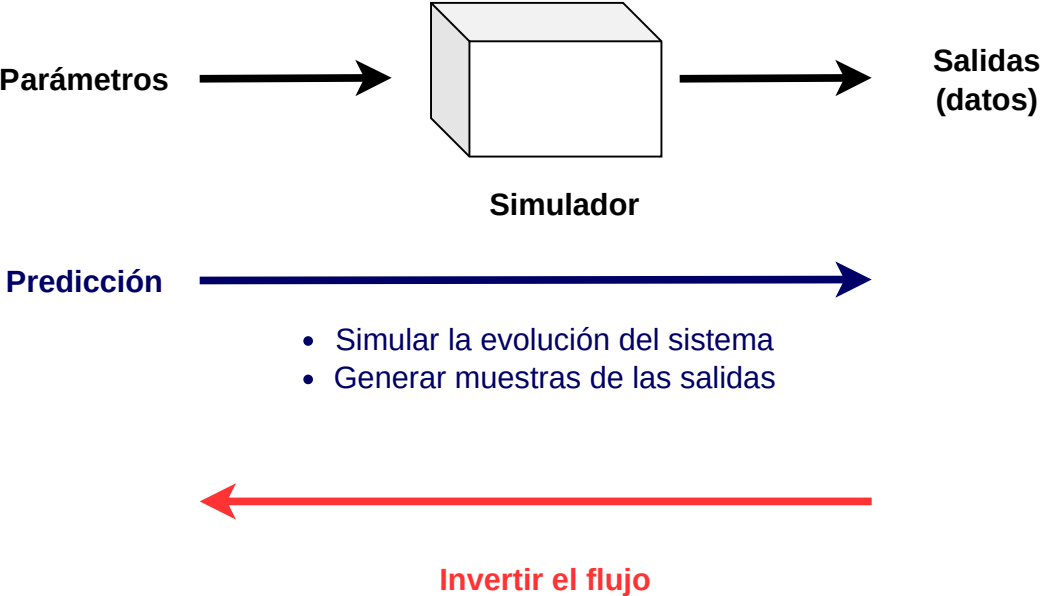 Parámetros
Salidas
(datos)
Simulador
Predicción
• Simular la evolución del sistema
• Generar muestras de las salidas
Invertir el flujo